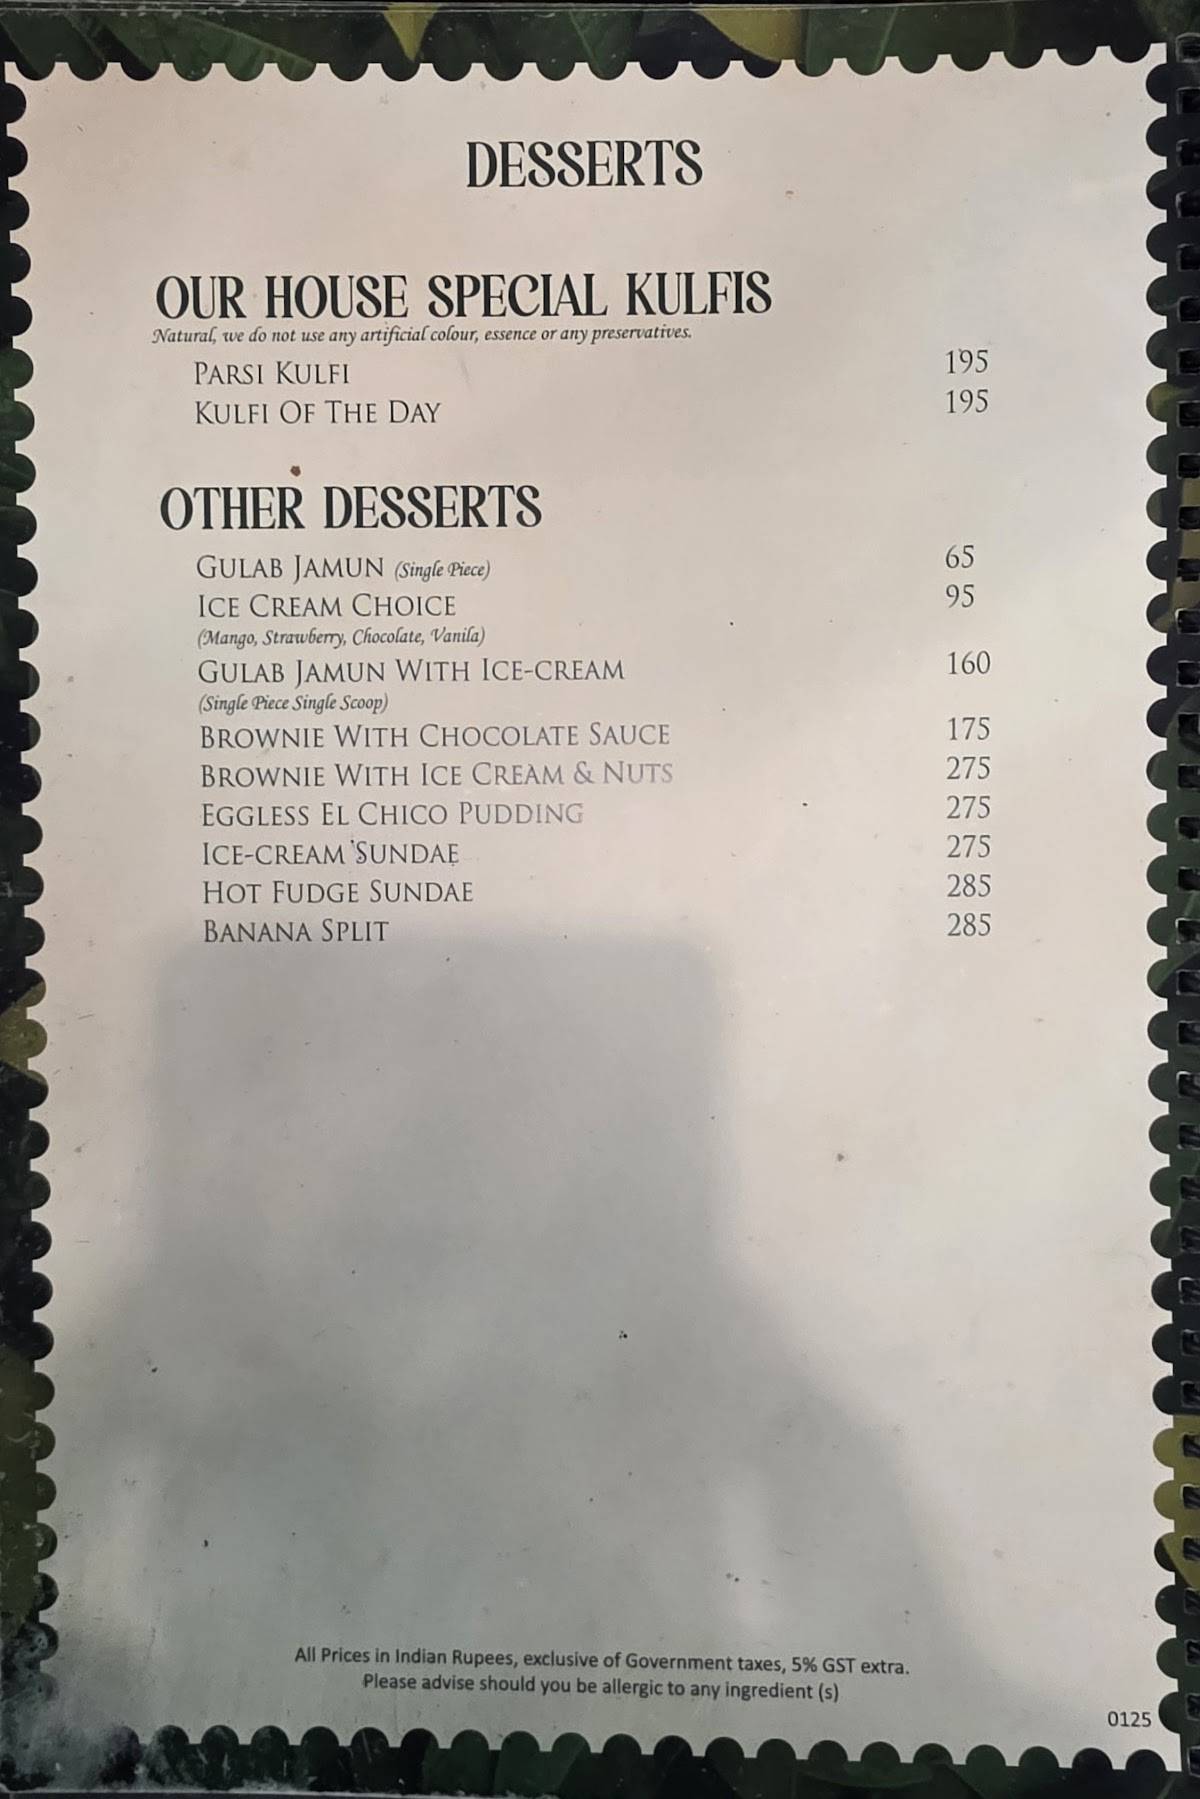 DESSERTS
OUR HOUSE SPECIAL KULFIS
Natural, we do not use any artificial colour, essence or any preservatives.
PARSI KULFI 195
KULFI OF THE DAY 195
OTHER DESSERTS
GULAB JAMUN (Single Piece) 65
ICE CREAM CHOICE 95
(Mango, Strawberry, Chocolate, Vanila)
GULAB JAMUN WITH ICE-CREAM 160
(Single Piece Single Scoop)
BROWNIE WITH CHOCOLATE SAUCE 175
BROWNIE WITH ICE CREAM & NUTS 275
EGGLESS EL CHICO PUDDING 275
ICE-CREAM SUNDAE 275
HOT FUDGE SUNDAE 285
BANANA SPLIT 285
All Prices in Indian Rupees, exclusive of Government taxes, 5% GST extra.
Please advise should you be allergic to any ingredient (s)
0125